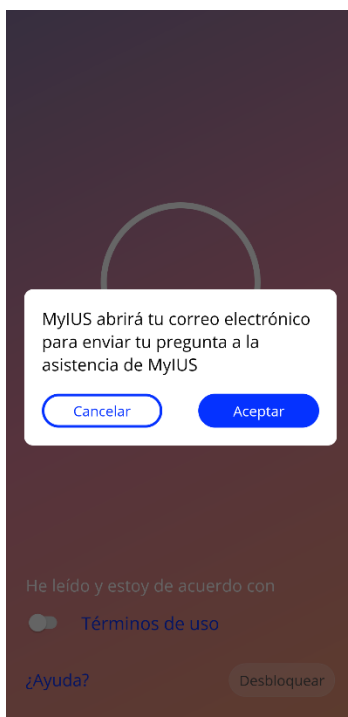 MyIUS abrirá tu correo electrónico
para enviar tu pregunta a la
asistencia de MyIUS
Cancelar
Aceptar
He leído y estoy de acuerdo con
Términos de uso
¿Ayuda?
Desbloquear